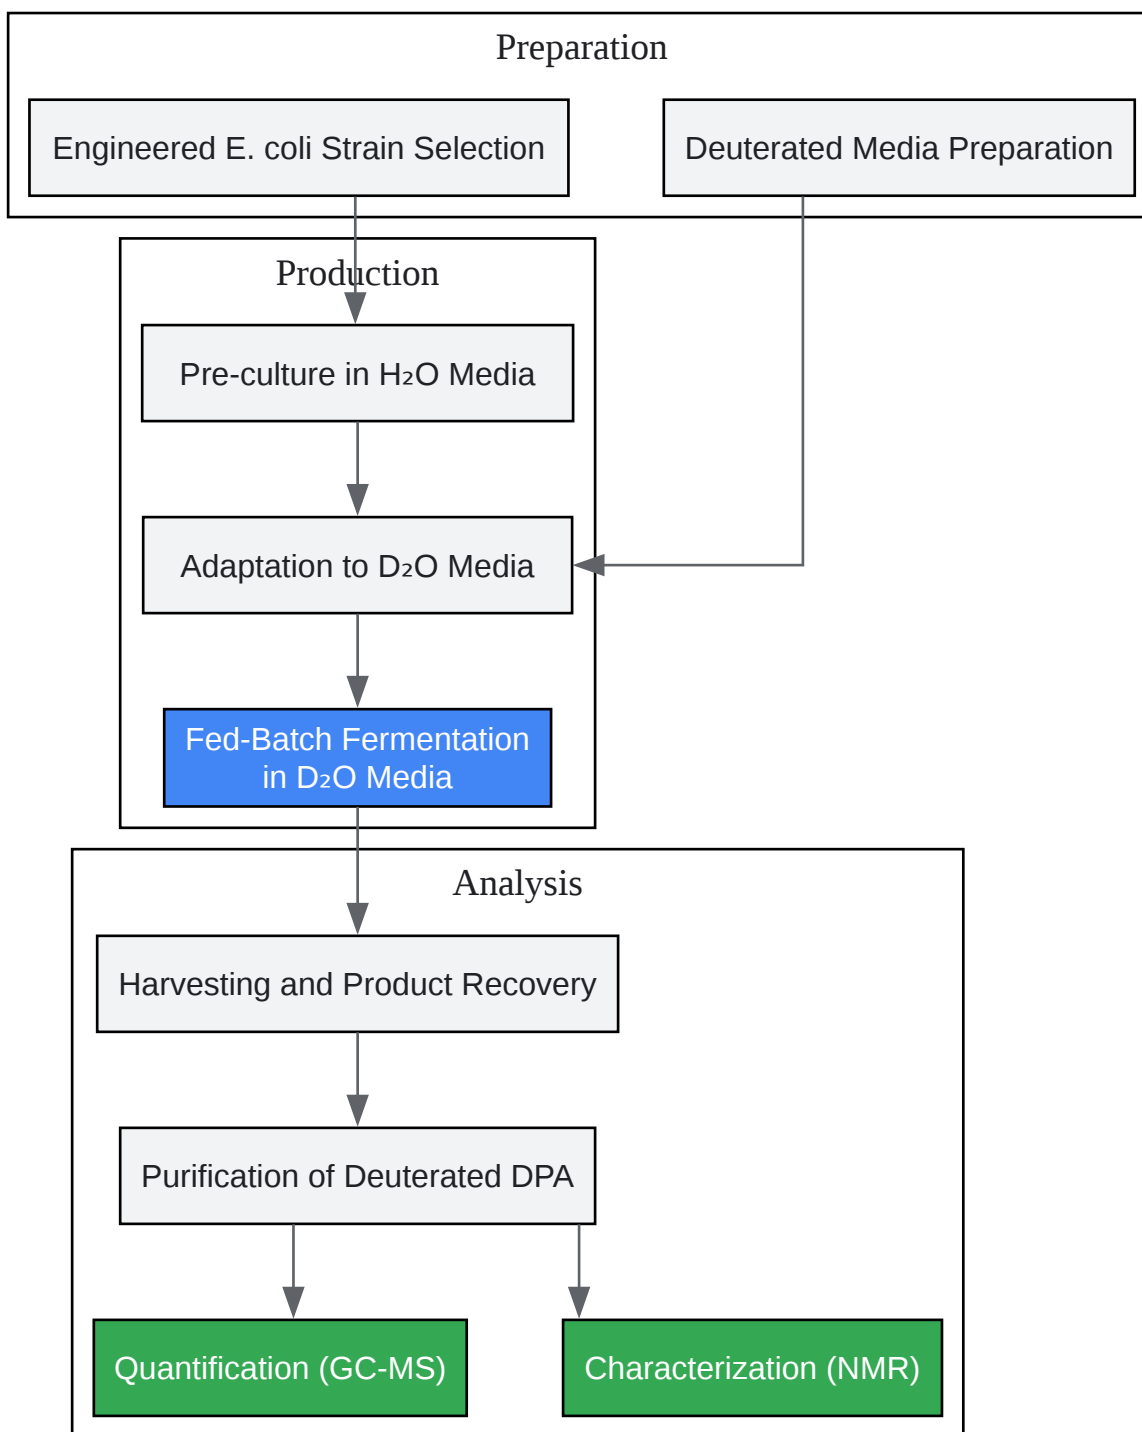 Preparation
Engineered E. coli Strain Selection
Deuterated Media Preparation
Production
Pre-culture in H₂O Media
Adaptation to D₂O Media
Fed-Batch Fermentation
in D₂O Media
Analysis
Harvesting and Product Recovery
Purification of Deuterated DPA
Quantification (GC-MS)
Characterization (NMR)